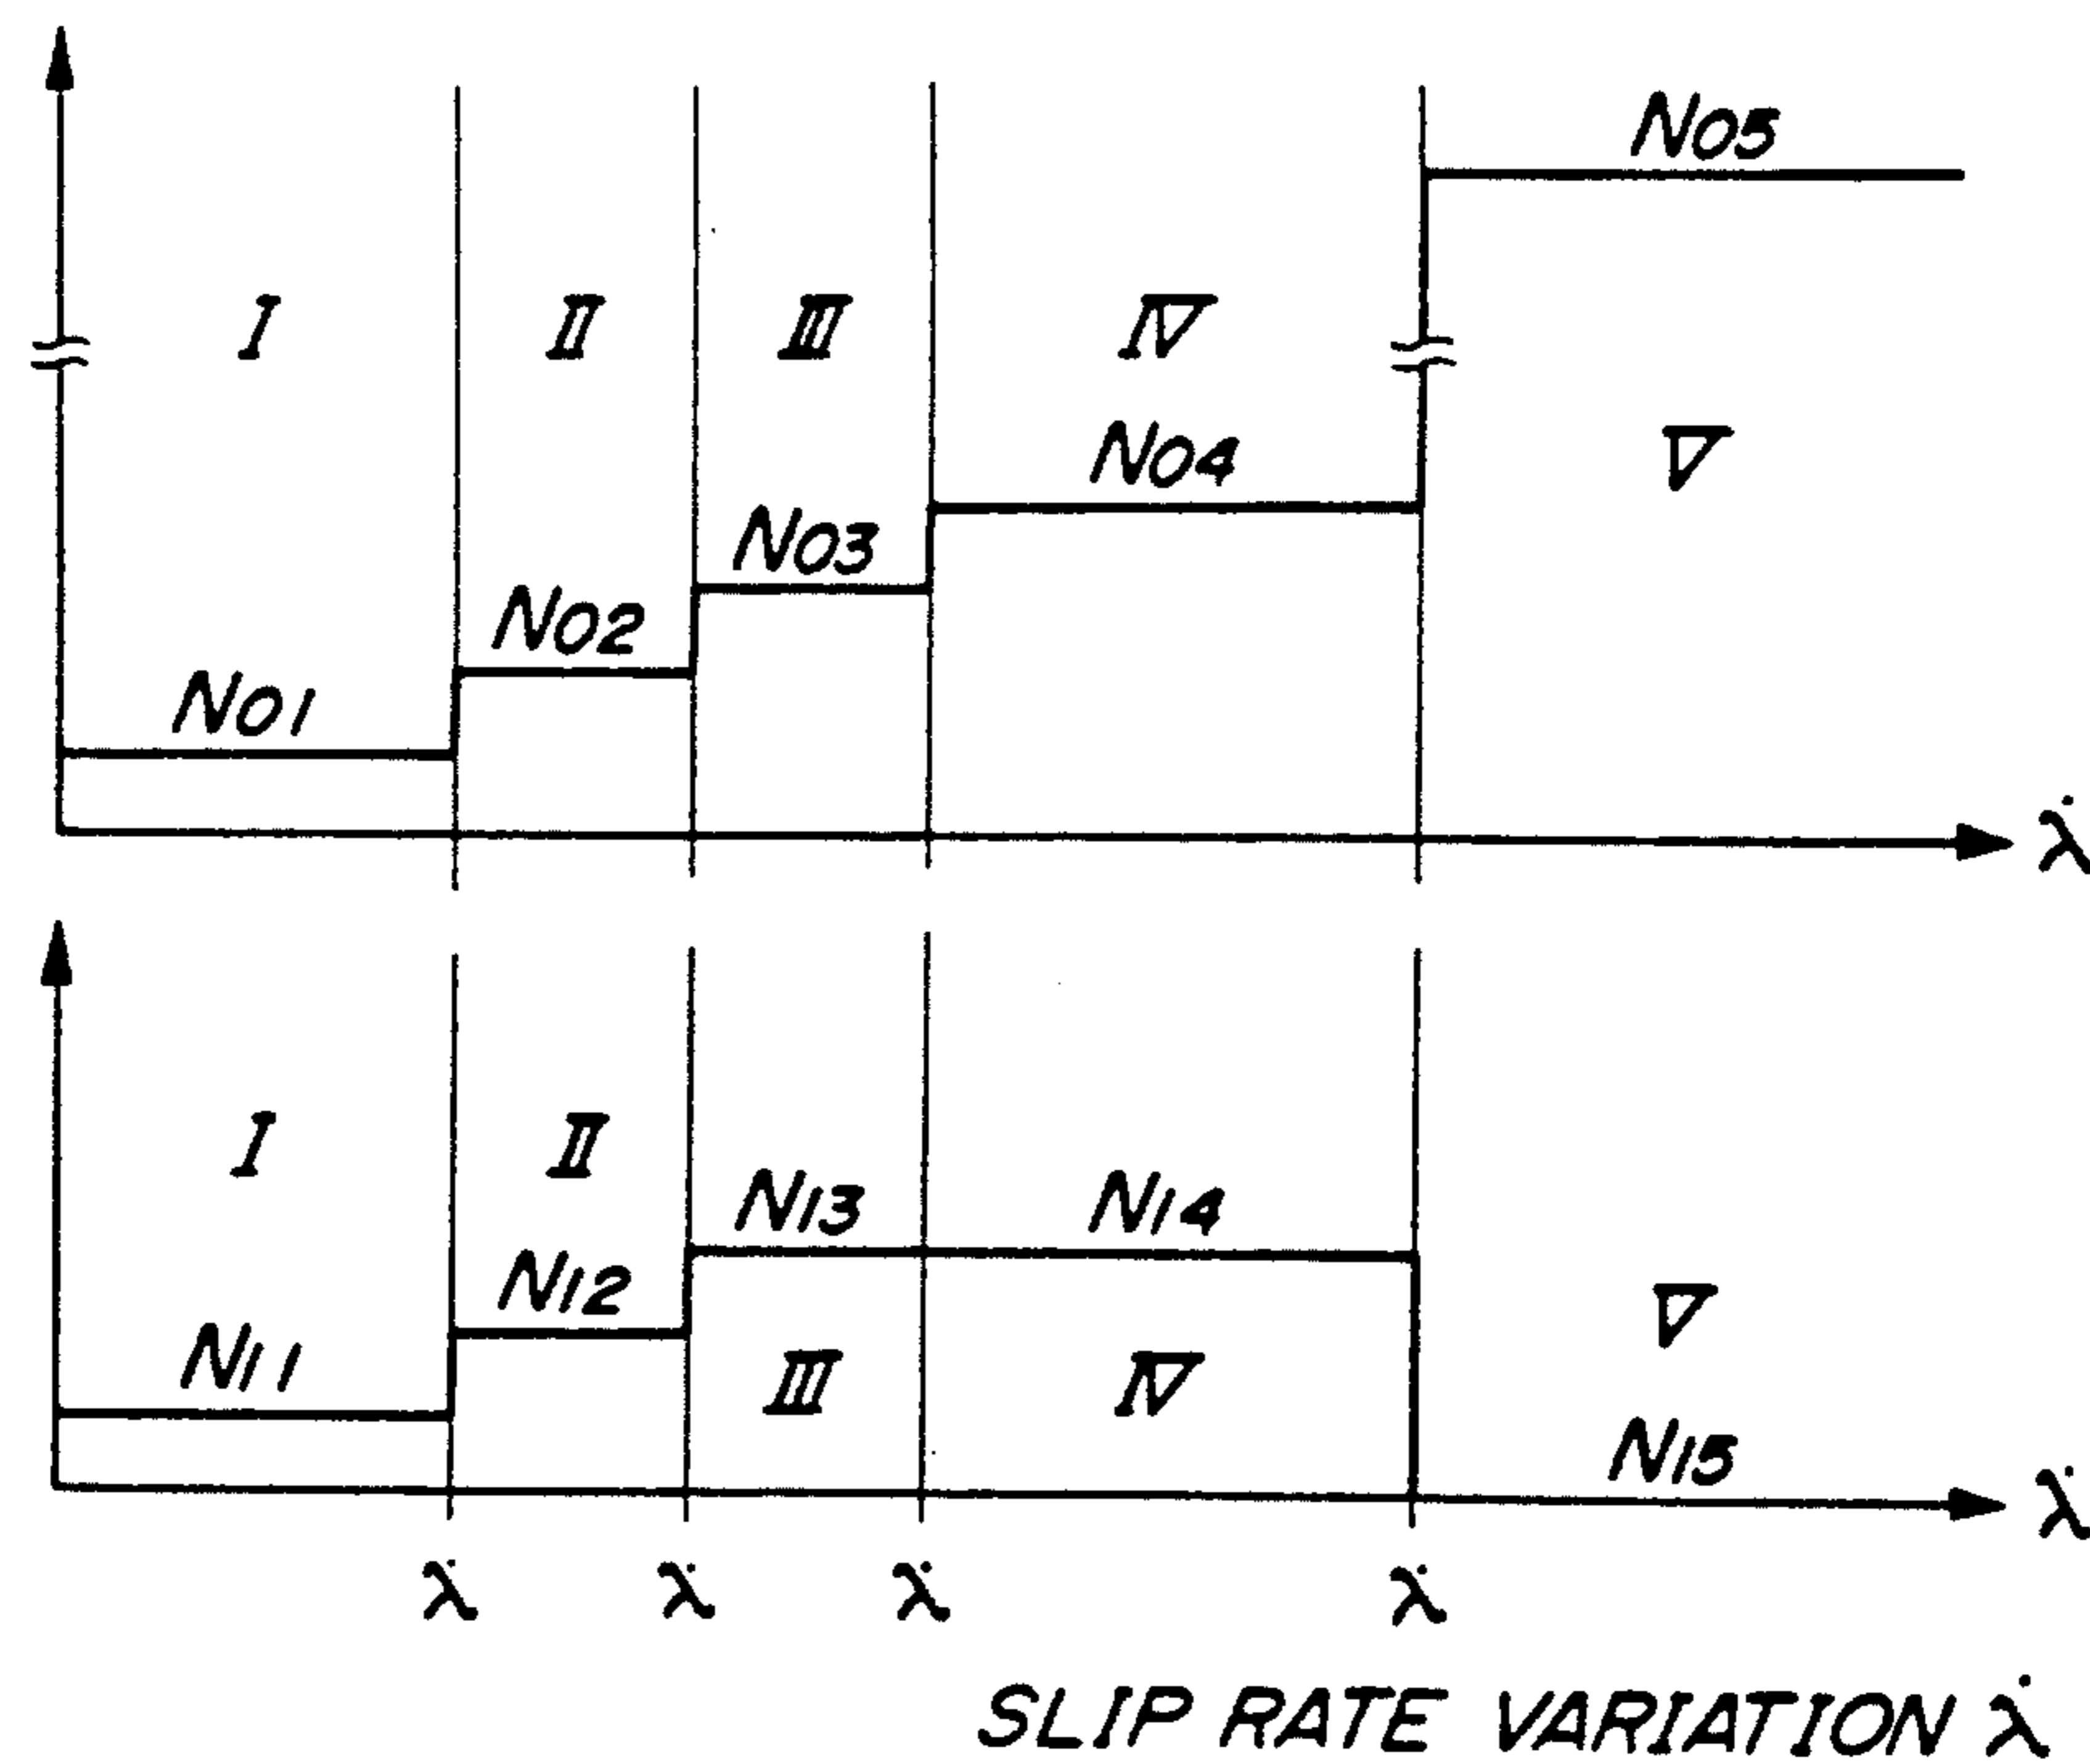 N05
I
II
III
IV
N04
V
N03
N02
N01
λ̇
I
II
N13
N14
N12
V
N11
III
IV
N15
λ̇
λ̇
λ̇
λ̇
λ̇
SLIP RATE VARIATION λ̇